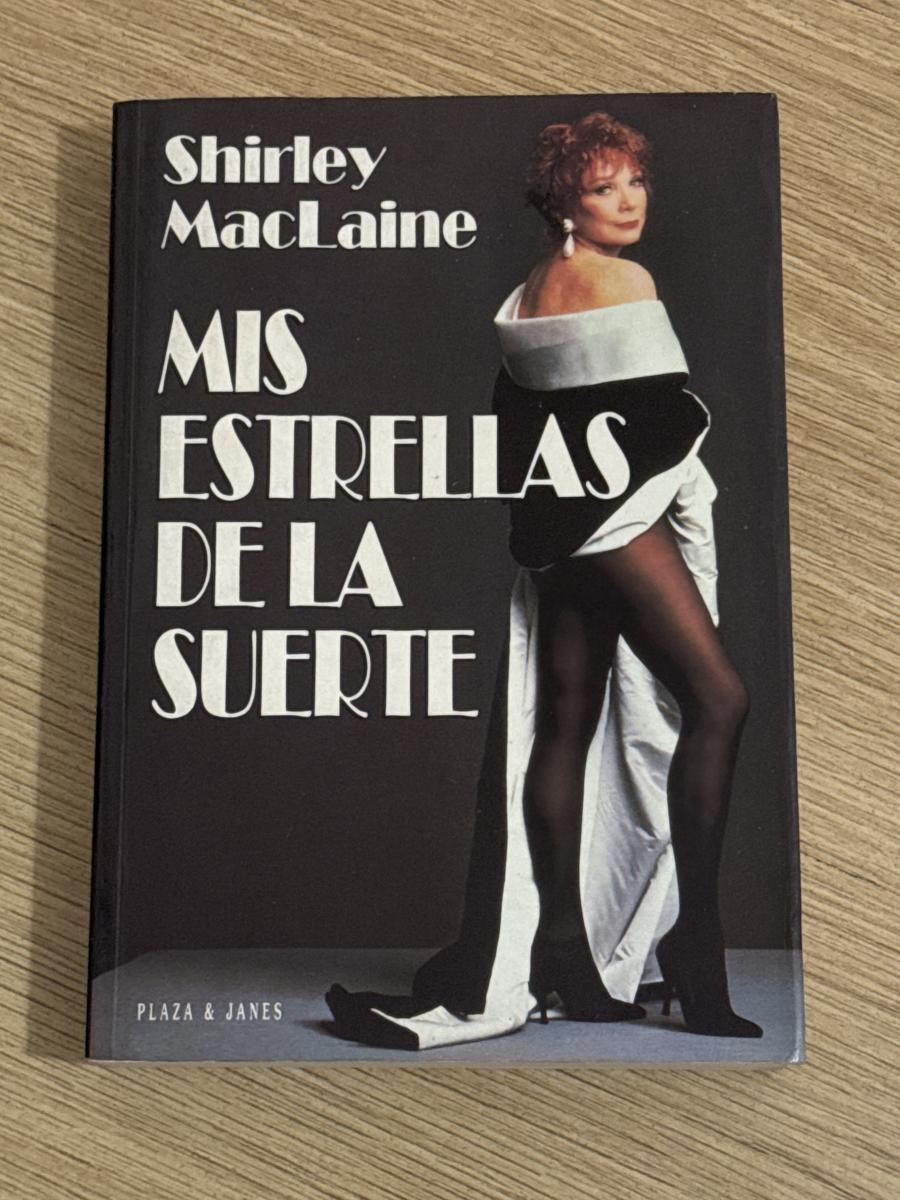 Shirley
MacLaine
MIS
ESTRELLAS
DE LA
SUERTE
PLAZA & JANES